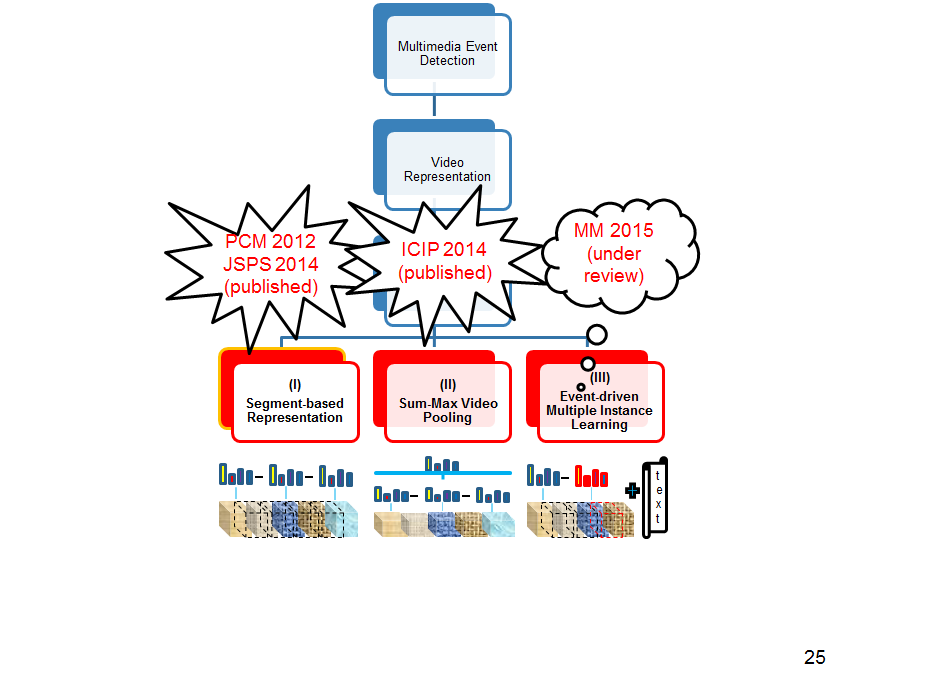 Multimedia Event
Detection
Video
Representation
PCM 2012
JSPS 2014
(published)
ICIP 2014
(published)
MM 2015
(under
review)
(I)
Segment-based
Representation
(II)
Sum-Max Video
Pooling
(III)
Event-driven
Multiple Instance
Learning
t
e
x
t
25